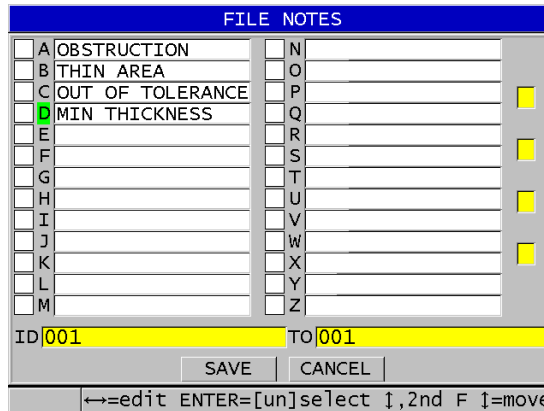 FILE NOTES
A OBSTRUCTION
B THIN AREA
C OUT OF TOLERANCE
D MIN THICKNESS
E
F
G
H
I
J
K
L
M
N
O
P
Q
R
S
T
U
V
W
X
Y
Z
ID 001 TO 001
SAVE CANCEL
↔=edit ENTER=[un]select ↕,2nd F ↕=move